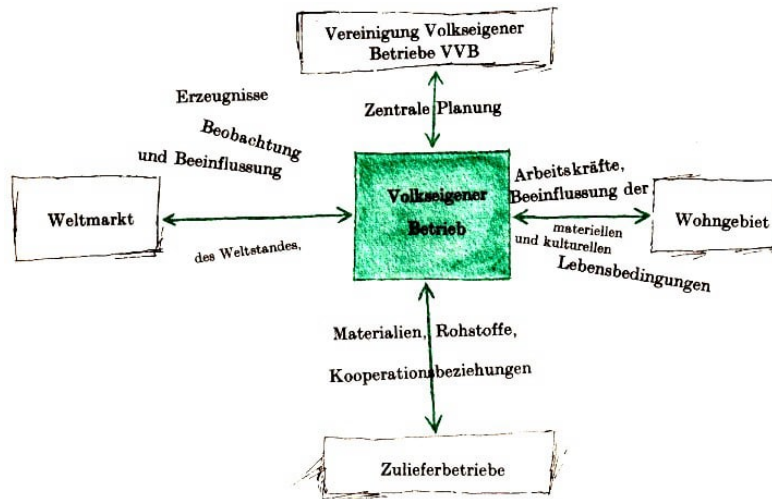 Vereinigung Volkseigener
Betriebe VVB
Zentrale Planung
Erzeugnisse
Beobachtung
und Beeinflussung
des Weltstandes,
Weltmarkt
Volkseigener
Betrieb
Arbeitskräfte,
Beeinflussung der
materiellen
und kulturellen
Lebensbedingungen
Wohngebiet
Materialien, Rohstoffe,
Kooperationsbeziehungen
Zulieferbetriebe